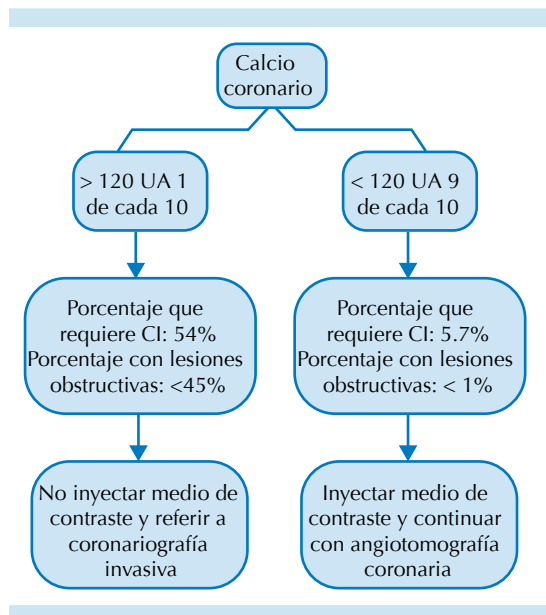 Calcio
coronario
> 120 UA 1
de cada 10
< 120 UA 9
de cada 10
Porcentaje que
requiere CI: 54%
Porcentaje con lesiones
obstructivas: <45%
Porcentaje que
requiere CI: 5.7%
Porcentaje con lesiones
obstructivas: < 1%
No inyectar medio de
contraste y referir a
coronariografía
invasiva
Inyectar medio de
contraste y continuar
con angiotomografía
coronaria